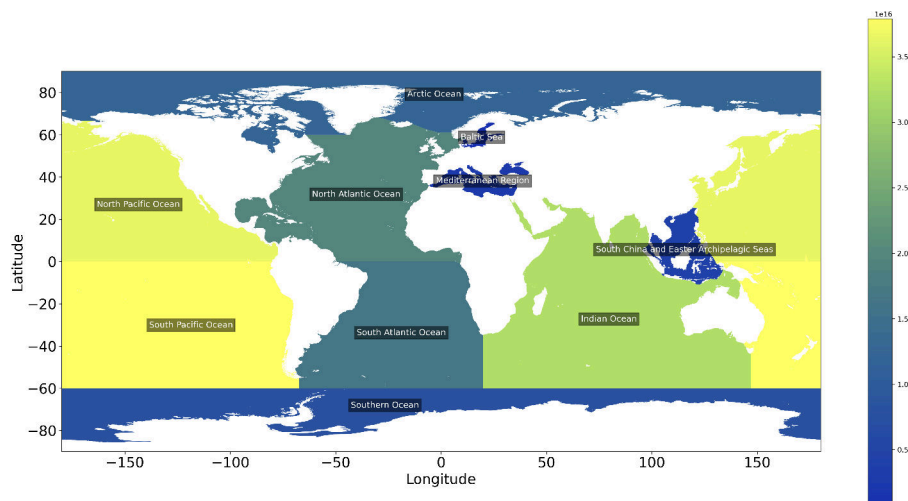 1e16
3.5
3.0
2.5
2.0
1.5
1.0
0.5
80
60
40
20
0
−20
−40
−60
−80
Latitude
Arctic Ocean
Baltic Sea
Mediterranean Region
North Atlantic Ocean
North Pacific Ocean
South China and Easter Archipelagic Seas
Indian Ocean
South Pacific Ocean
South Atlantic Ocean
Southern Ocean
−150
−100
−50
0
50
100
150
Longitude